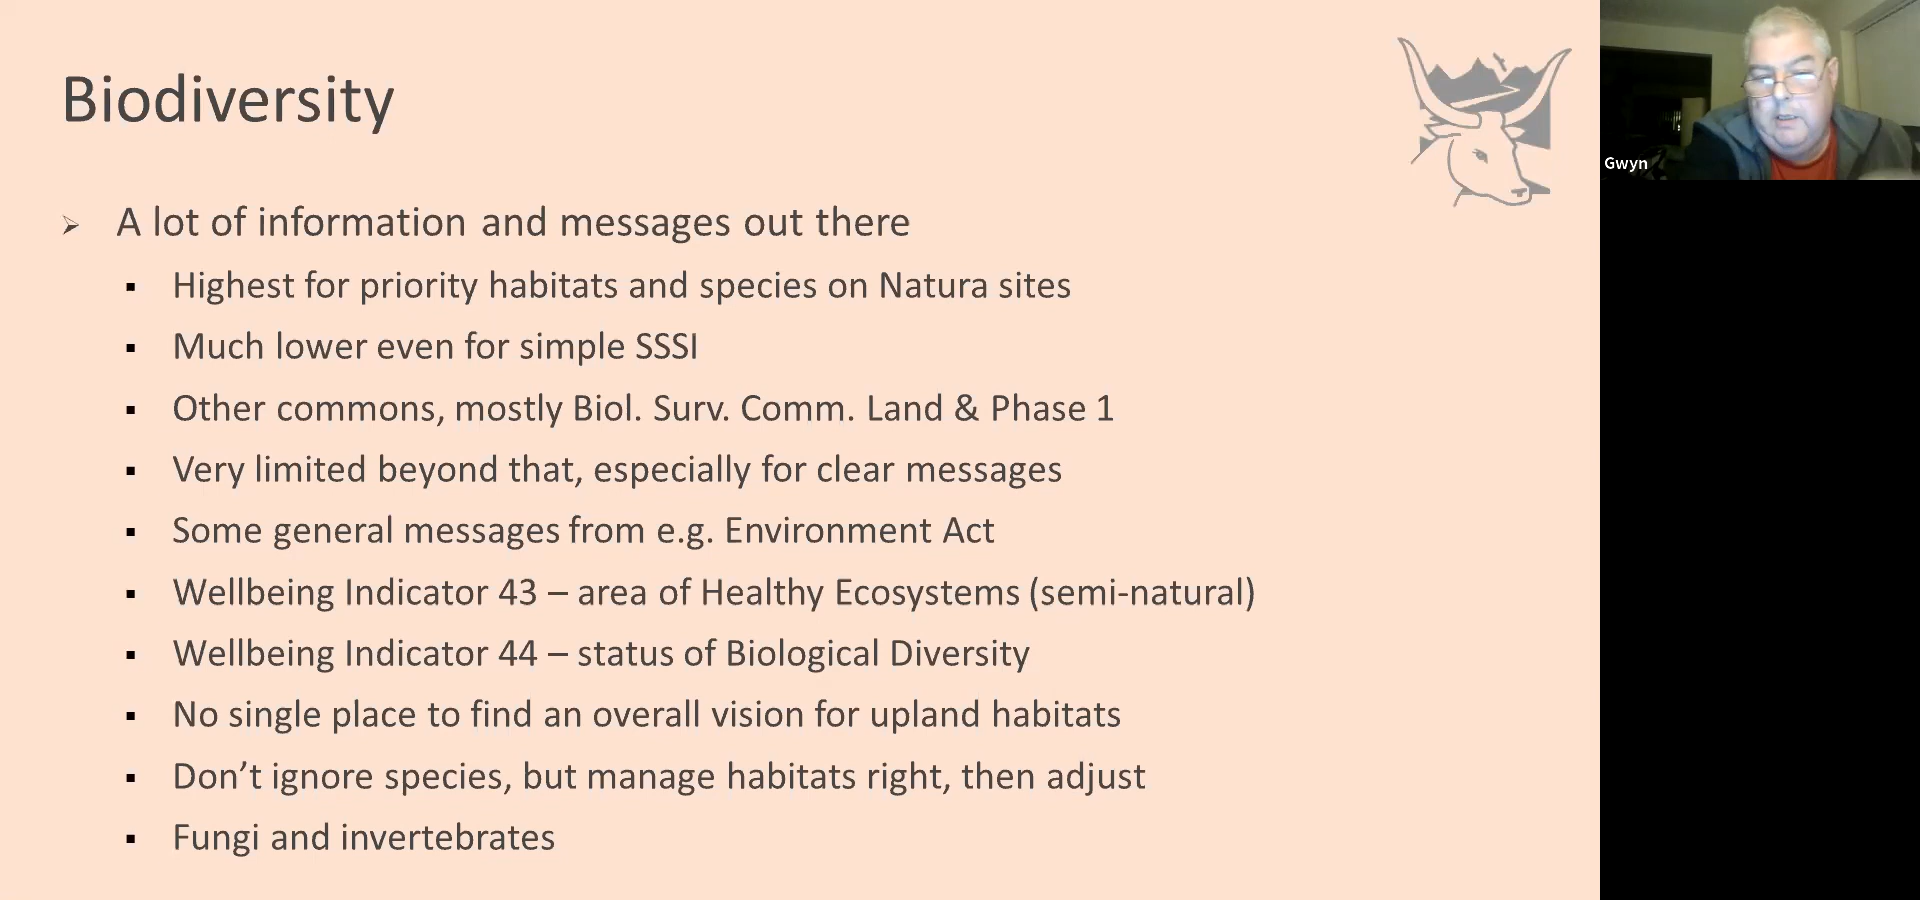 Biodiversity
A lot of information and messages out there
Highest for priority habitats and species on Natura sites
Much lower even for simple SSSI
Other commons, mostly Biol. Surv. Comm. Land & Phase 1
Very limited beyond that, especially for clear messages
Some general messages from e.g. Environment Act
Wellbeing Indicator 43 – area of Healthy Ecosystems (semi-natural)
Wellbeing Indicator 44 – status of Biological Diversity
No single place to find an overall vision for upland habitats
Don’t ignore species, but manage habitats right, then adjust
Fungi and invertebrates
Gwyn